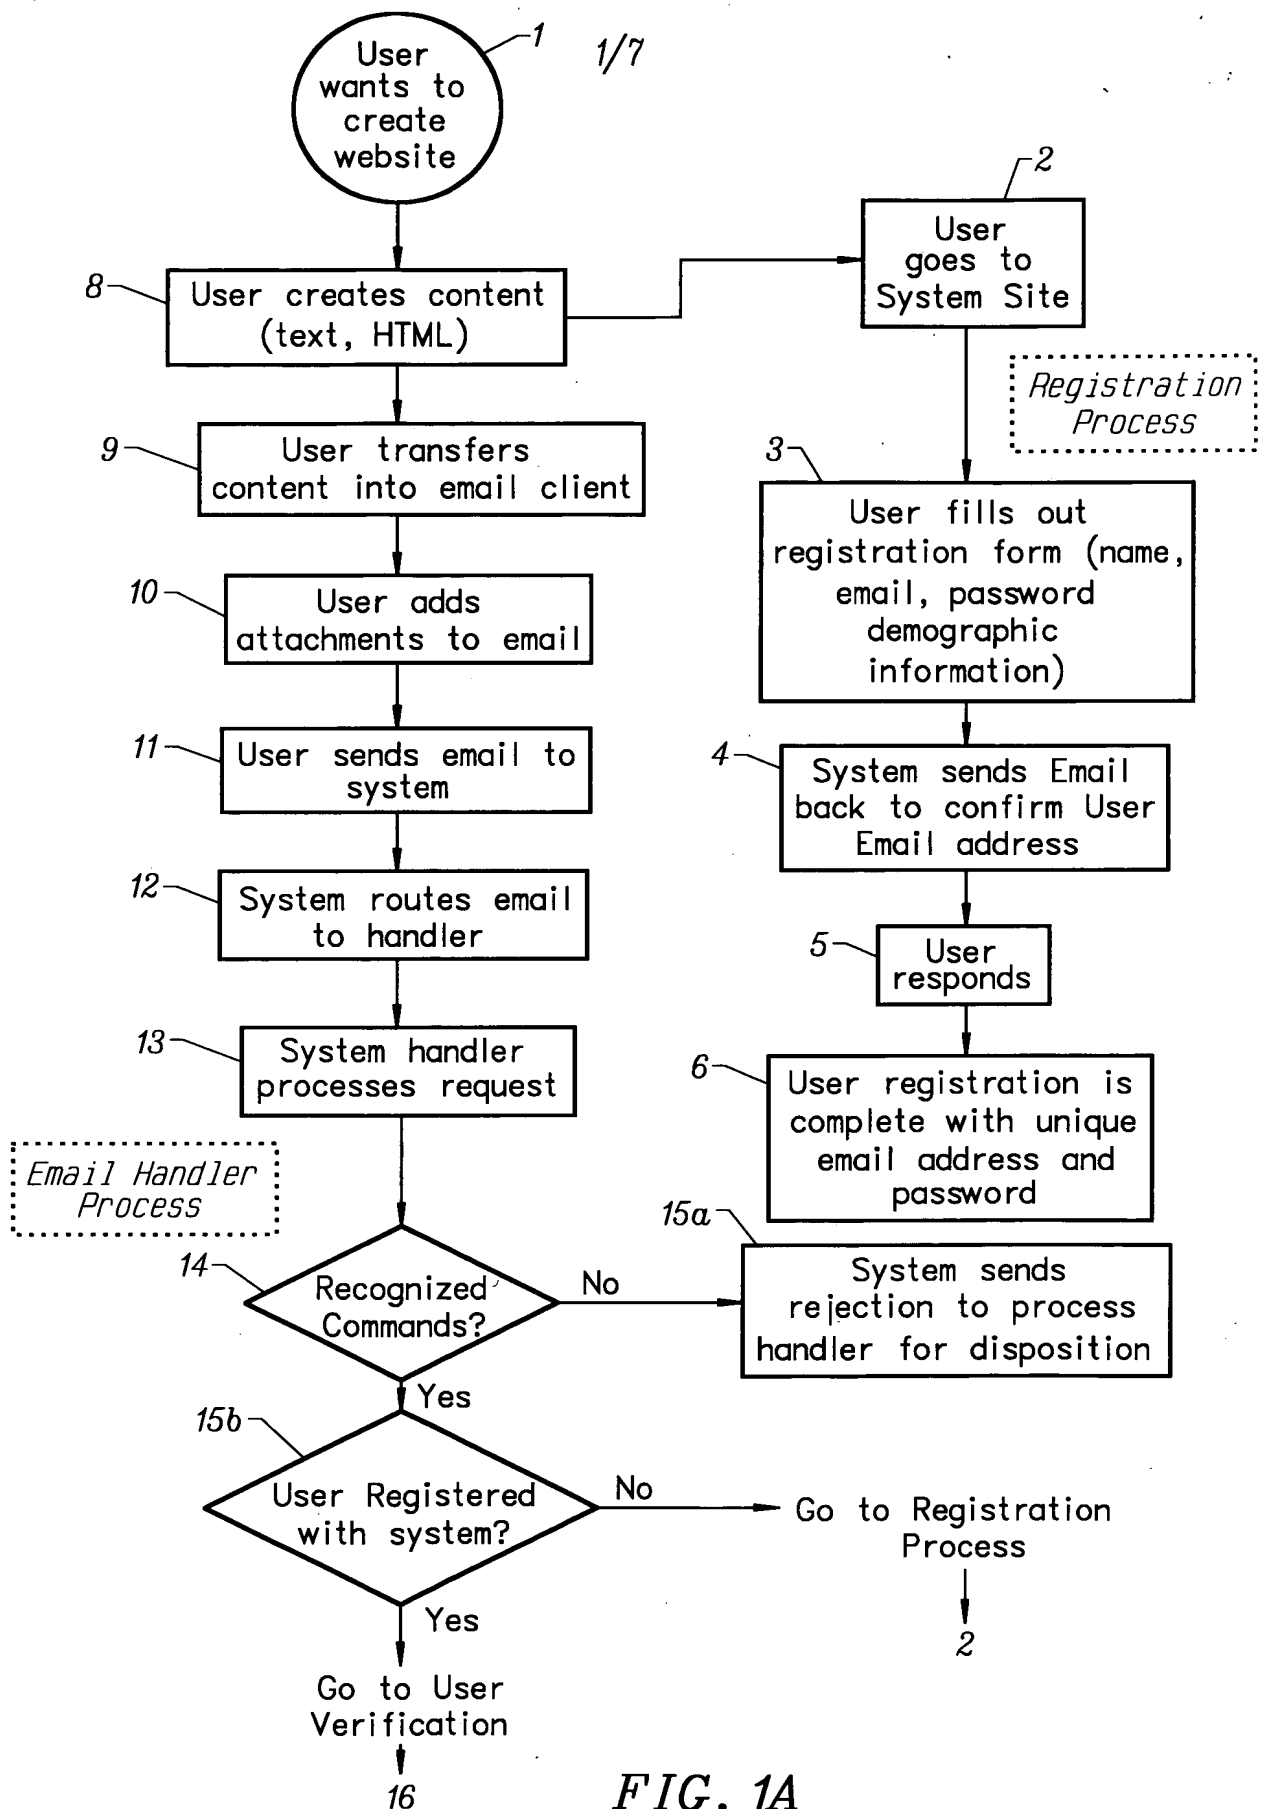 1
1/7
User
wants to
create
website
2
User
goes to
System Site
8
User creates content
(text, HTML)
Registration
Process
9
User transfers
content into email client
3
User fills out
registration form (name,
email, password
demographic
information)
10
User adds
attachments to email
11
User sends email to
system
4
System sends Email
back to confirm User
Email address
12
System routes email
to handler
5
User
responds
13
System handler
processes request
6
User registration is
complete with unique
email address and
password
Email Handler
Process
14
Recognized
Commands?
No
15a
System sends
rejection to process
handler for disposition
Yes
15b
User Registered
with system?
No
Go to Registration
Process
2
Yes
Go to User
Verification
16
FIG. 1A